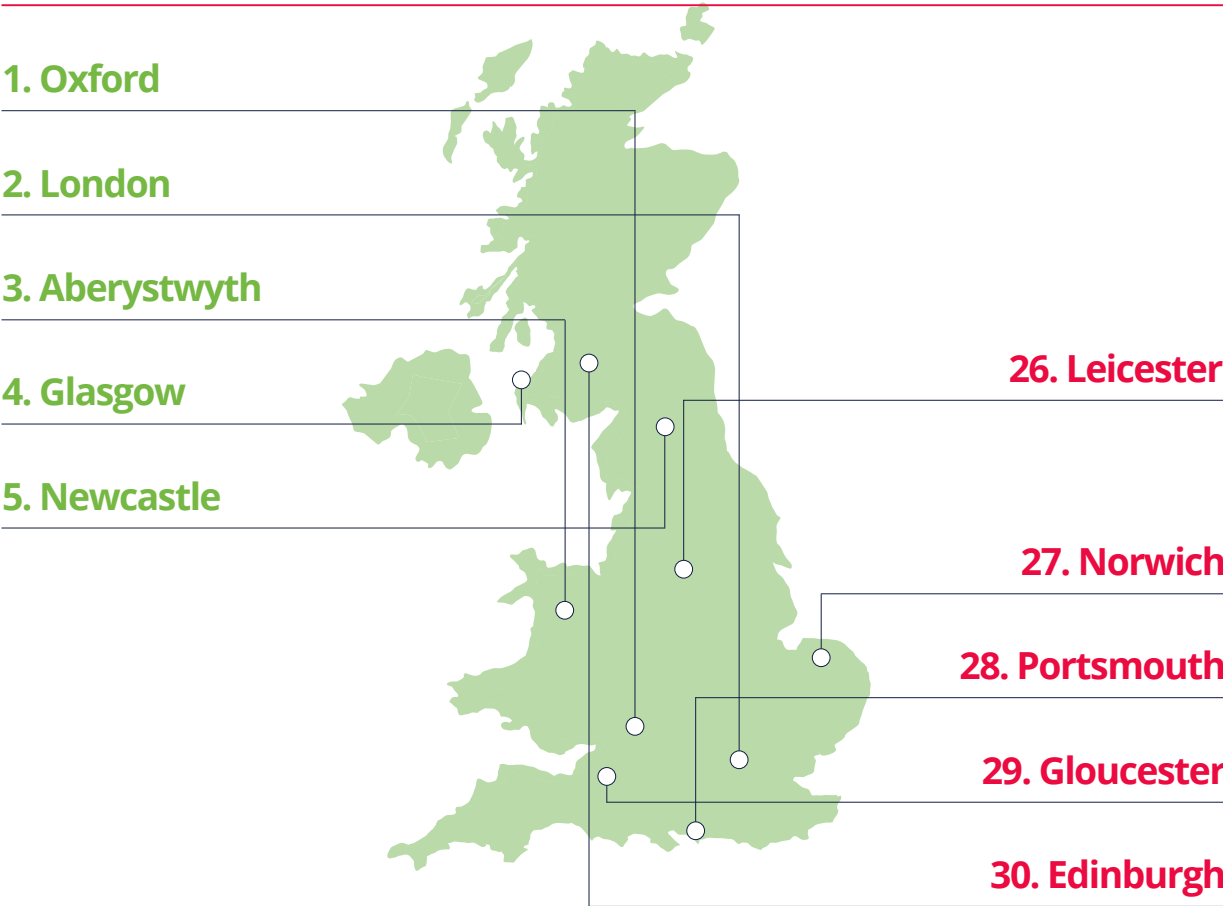 1. Oxford
2. London
3. Aberystwyth
4. Glasgow
5. Newcastle
26. Leicester
27. Norwich
28. Portsmouth
29. Gloucester
30. Edinburgh